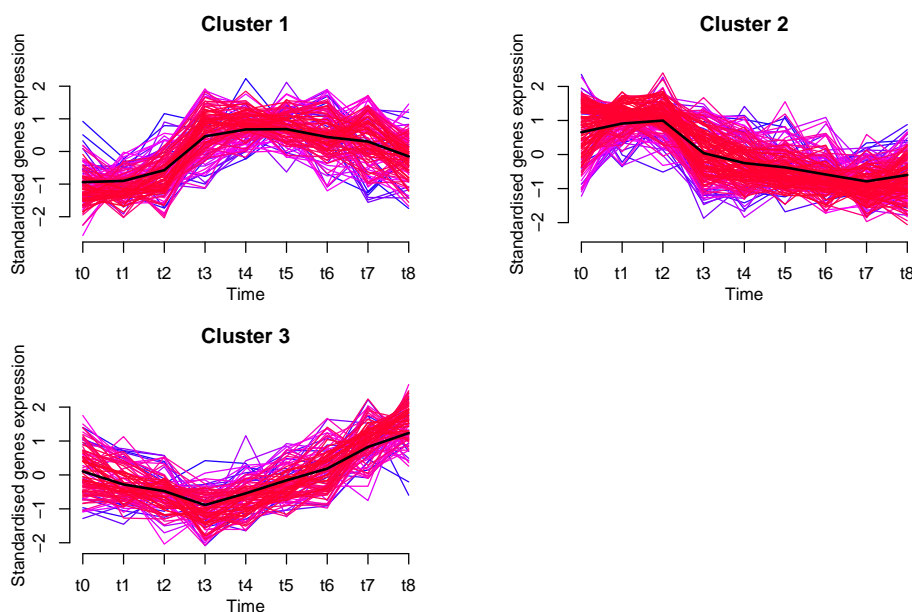 Cluster 1
Standardised genes expression
2
1
0
−1
−2
t0 t1 t2 t3 t4 t5 t6 t7 t8
Time
Cluster 2
Standardised genes expression
2
1
0
−1
−2
t0 t1 t2 t3 t4 t5 t6 t7 t8
Time
Cluster 3
Standardised genes expression
2
1
0
−1
−2
t0 t1 t2 t3 t4 t5 t6 t7 t8
Time